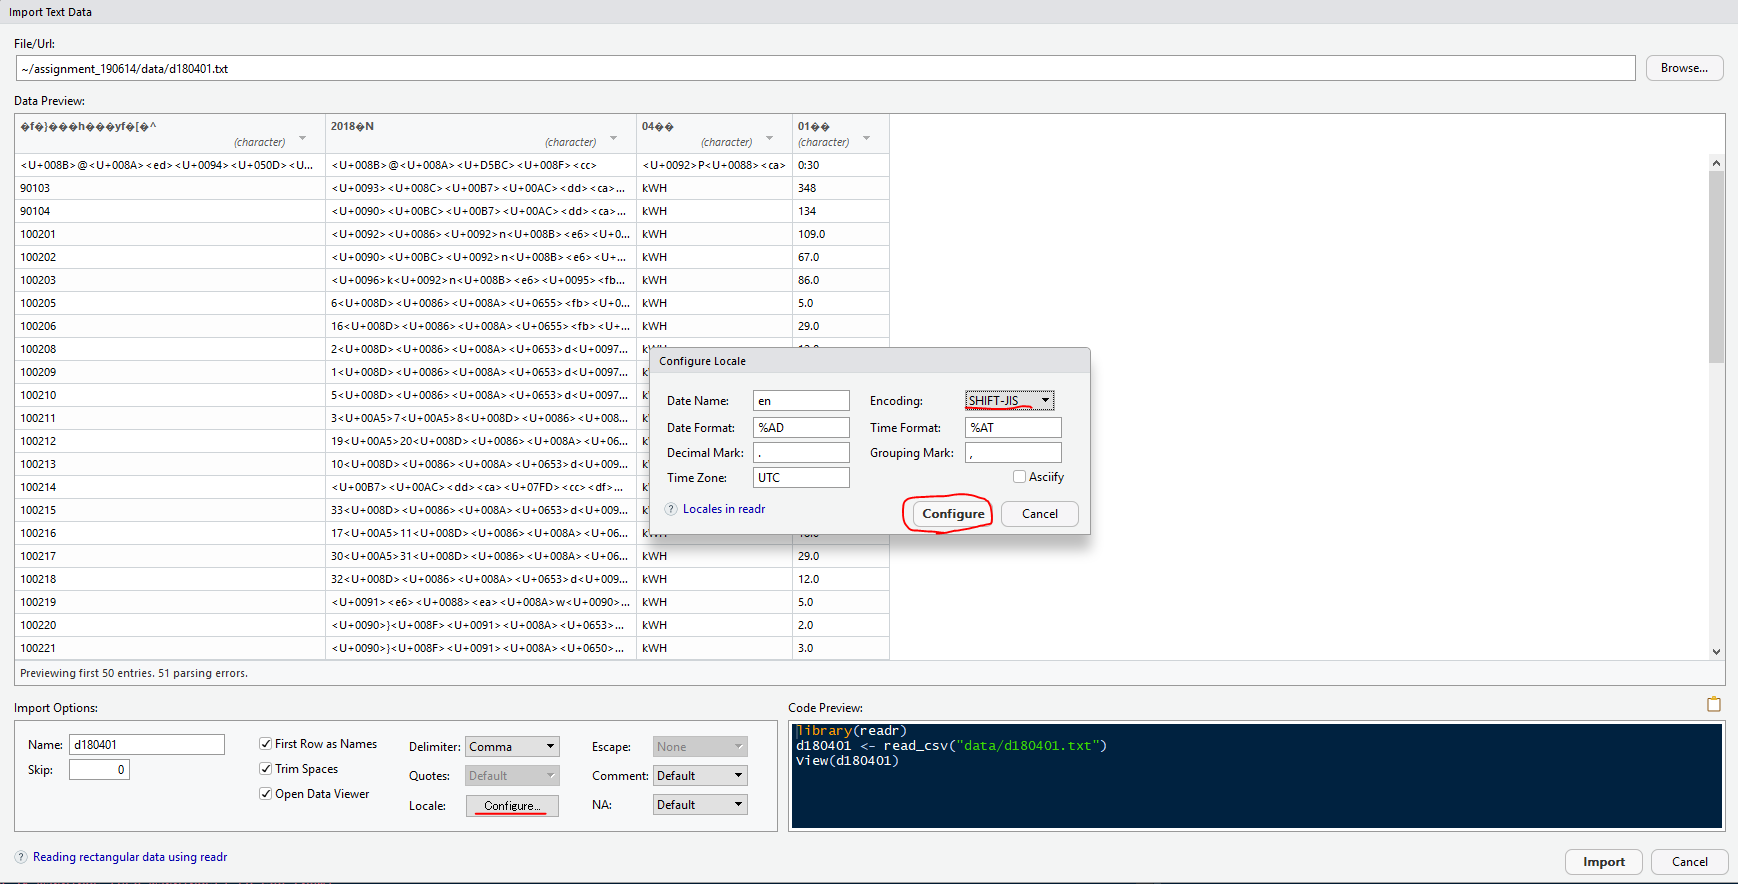 Import Text Data
File/Url:
~/assignment_190614/data/d180401.txt
Browse...
Data Preview:
�f�}���h���yf�[�^ (character)
2018�N (character)
04�� (character)
01�� (character)
<U+008B>@<U+008A><ed><U+0094><U+050D><U... <U+008B>@<U+008A><U+D5BC><U+008F><cc> <U+0092>P<U+0088><ca> 0:30
90103 <U+0093><U+008C><U+00B7><U+00AC><dd><ca>... kWH 348
90104 <U+0090><U+00BC><U+00B7><U+00AC><dd><ca>... kWH 134
100201 <U+0092><U+0086><U+0092>n<U+008B><e6><U+0... kWH 109.0
100202 <U+0090><U+00BC><U+0092>n<U+008B><e6><U+... kWH 67.0
100203 <U+0096>k<U+0092>n<U+008B><e6><U+0095><fb... kWH 86.0
100205 6<U+008D><U+0086><U+008A><U+0655><fb><U+0... kWH 5.0
100206 16<U+008D><U+0086><U+008A><U+0655><fb><U+... kWH 29.0
100208 2<U+008D><U+0086><U+008A><U+0653>d<U+0097...
100209 1<U+008D><U+0086><U+008A><U+0653>d<U+0097...
100210 5<U+008D><U+0086><U+008A><U+0653>d<U+0097...
100211 3<U+00A5>7<U+00A5>8<U+008D><U+0086><U+008...
100212 19<U+00A5>20<U+008D><U+0086><U+008A><U+06...
100213 10<U+008D><U+0086><U+008A><U+0653>d<U+009...
100214 <U+00B7><U+00AC><dd><ca><U+07FD><cc><df>...
100215 33<U+008D><U+0086><U+008A><U+0653>d<U+009...
100216 17<U+00A5>11<U+008D><U+0086><U+008A><U+06...
100217 30<U+00A5>31<U+008D><U+0086><U+008A><U+06... kWH 29.0
100218 32<U+008D><U+0086><U+008A><U+0653>d<U+009... kWH 12.0
100219 <U+0091><e6><U+0088><ea><U+008A>w<U+0090>... kWH 5.0
100220 <U+0090>}<U+008F><U+0091><U+008A><U+0653>... kWH 2.0
100221 <U+0090>}<U+008F><U+0091><U+008A><U+0650>... kWH 3.0
Previewing first 50 entries. 51 parsing errors.
Configure Locale
Date Name: en Encoding: SHIFT-JIS
Date Format: %AD Time Format: %AT
Decimal Mark: . Grouping Mark: ,
Time Zone: UTC Asciify
? Locales in readr
Configure Cancel
Import Options:
Name: d180401
Skip: 0
First Row as Names
Trim Spaces
Open Data Viewer
Delimiter: Comma
Quotes: Default
Locale: Configure...
Escape: None
Comment: Default
NA: Default
Code Preview:
library(readr)
d180401 <- read_csv("data/d180401.txt")
View(d180401)
? Reading rectangular data using readr
Import Cancel